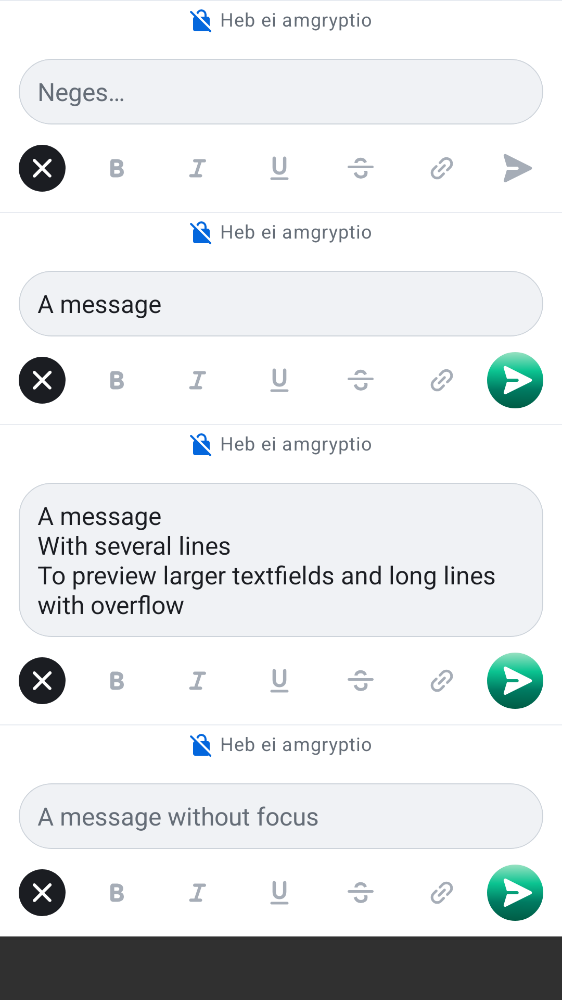 Heb ei amgryptio
Neges…
B I U S
Heb ei amgryptio
A message
B I U S
Heb ei amgryptio
A message
With several lines
To preview larger textfields and long lines
with overflow
B I U S
Heb ei amgryptio
A message without focus
B I U S